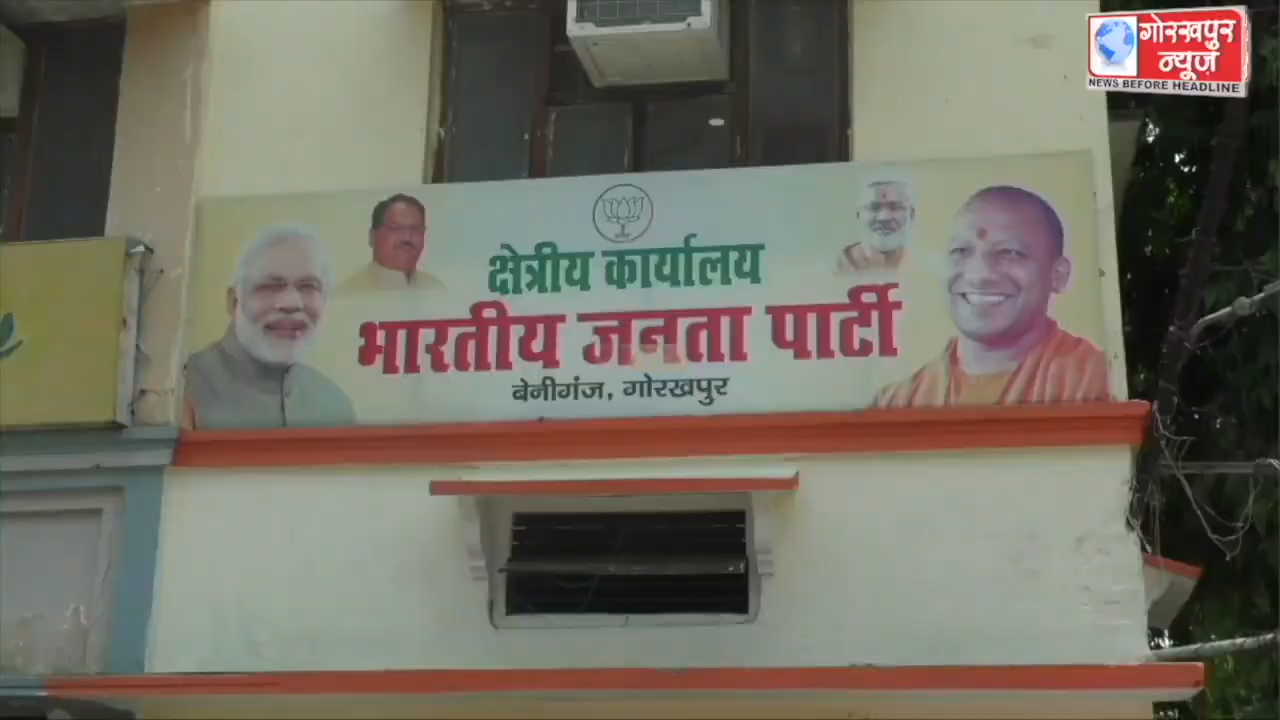 गोरखपुर
न्यूज़
NEWS BEFORE HEADLINE
क्षेत्रीय कार्यालय
भारतीय जनता पार्टी
बेनीगंज, गोरखपुर